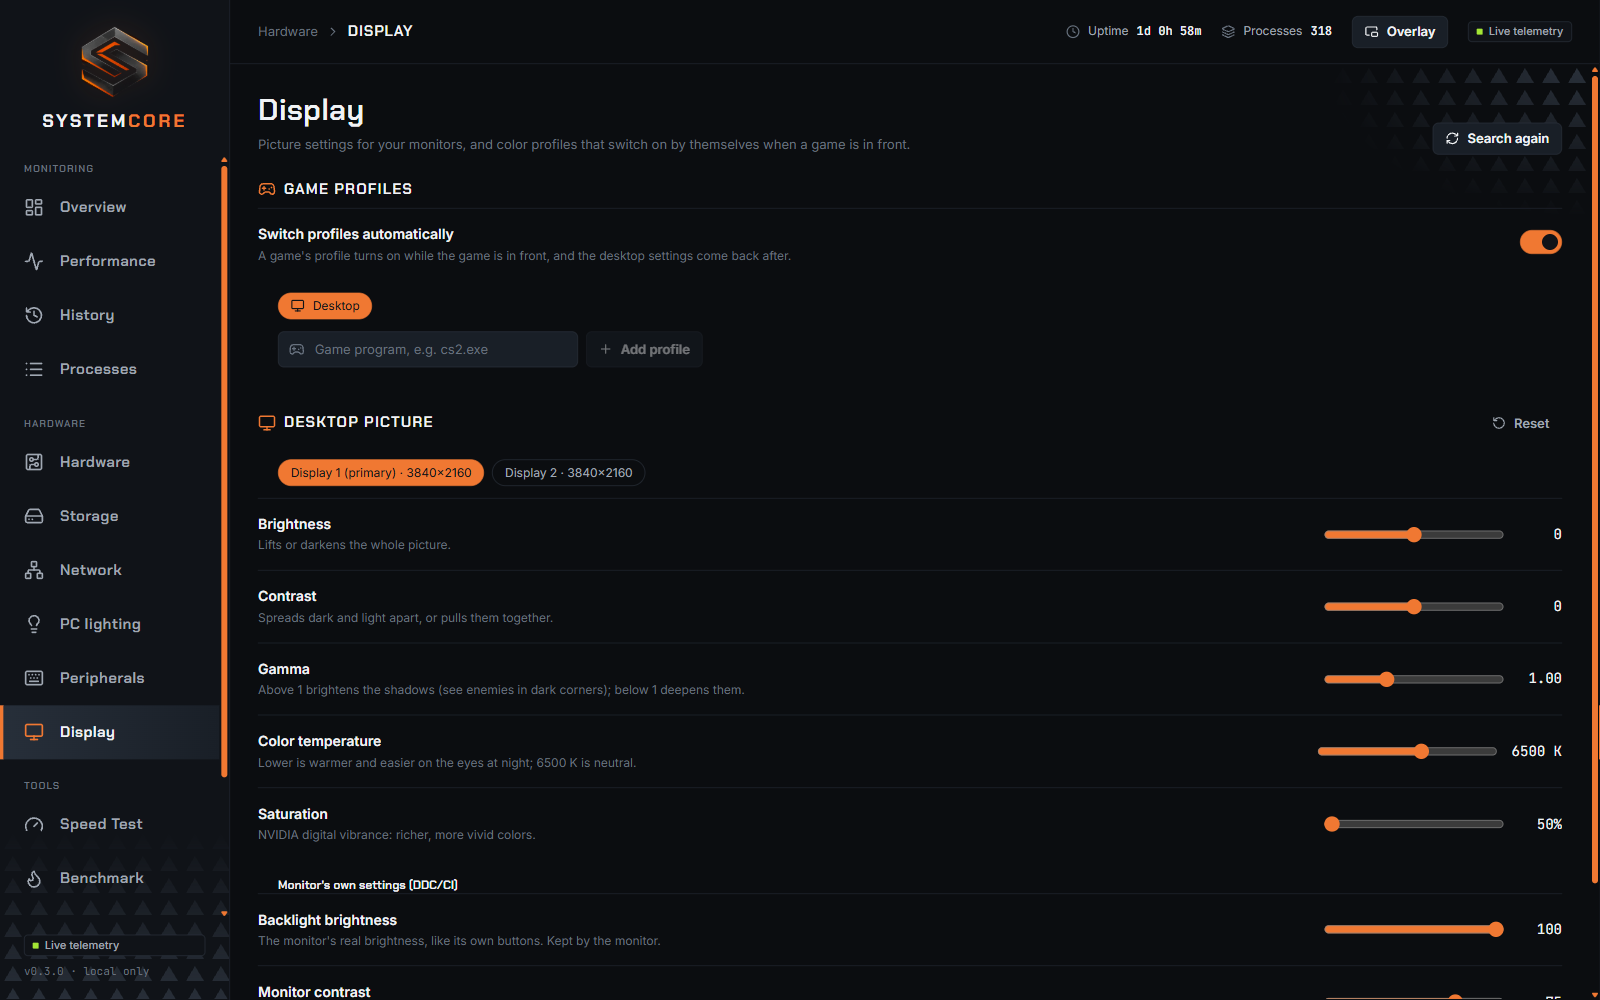 SYSTEMCORE
MONITORING
Overview
Performance
History
Processes
HARDWARE
Hardware
Storage
Network
PC lighting
Peripherals
Display
TOOLS
Speed Test
Benchmark
Live telemetry
v0.3.0 · local only
Hardware > DISPLAY
Uptime 1d 0h 58m
Processes 318
Overlay
Live telemetry
Display
Picture settings for your monitors, and color profiles that switch on by themselves when a game is in front.
Search again
GAME PROFILES
Switch profiles automatically
A game's profile turns on while the game is in front, and the desktop settings come back after.
Desktop
Game program, e.g. cs2.exe
+ Add profile
DESKTOP PICTURE
Reset
Display 1 (primary) · 3840×2160
Display 2 · 3840×2160
Brightness
Lifts or darkens the whole picture.
0
Contrast
Spreads dark and light apart, or pulls them together.
0
Gamma
Above 1 brightens the shadows (see enemies in dark corners); below 1 deepens them.
1.00
Color temperature
Lower is warmer and easier on the eyes at night; 6500 K is neutral.
6500 K
Saturation
NVIDIA digital vibrance: richer, more vivid colors.
50%
Monitor's own settings (DDC/CI)
Backlight brightness
The monitor's real brightness, like its own buttons. Kept by the monitor.
100
Monitor contrast